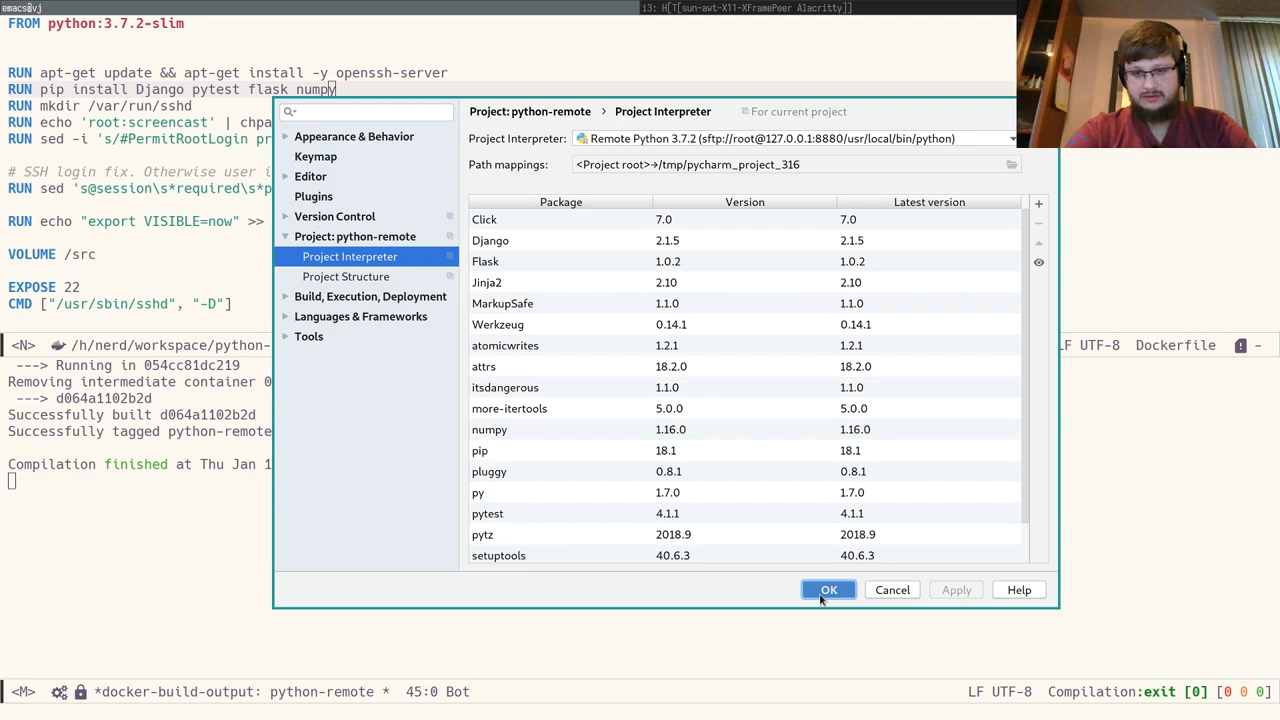 emacs@vj
i3: H[T[sun-awt-X11-XFramePeer Alacritty]]
FROM python:3.7.2-slim
RUN apt-get update && apt-get install -y openssh-server
RUN pip install Django pytest flask numpy
RUN mkdir /var/run/sshd
RUN echo 'root:screencast' | chpa
RUN sed -i 's/#PermitRootLogin pr
# SSH login fix. Otherwise user i
RUN sed 's@session\s*required\s*p
RUN echo "export VISIBLE=now" >>
VOLUME /src
EXPOSE 22
CMD ["/usr/sbin/sshd", "-D"]
<N> /h/nerd/workspace/python-
LF UTF-8 Dockerfile
---> Running in 054cc81dc219
Removing intermediate container 0
---> d064a1102b2d
Successfully built d064a1102b2d
Successfully tagged python-remote
Compilation finished at Thu Jan 1
Appearance & Behavior
Keymap
Editor
Plugins
Version Control
Project: python-remote
Project Interpreter
Project Structure
Build, Execution, Deployment
Languages & Frameworks
Tools
Project: python-remote › Project Interpreter For current project
Project Interpreter: Remote Python 3.7.2 (sftp://root@127.0.0.1:8880/usr/local/bin/python)
Path mappings: <Project root>→/tmp/pycharm_project_316
Package Version Latest version
Click 7.0 7.0
Django 2.1.5 2.1.5
Flask 1.0.2 1.0.2
Jinja2 2.10 2.10
MarkupSafe 1.1.0 1.1.0
Werkzeug 0.14.1 0.14.1
atomicwrites 1.2.1 1.2.1
attrs 18.2.0 18.2.0
itsdangerous 1.1.0 1.1.0
more-itertools 5.0.0 5.0.0
numpy 1.16.0 1.16.0
pip 18.1 18.1
pluggy 0.8.1 0.8.1
py 1.7.0 1.7.0
pytest 4.1.1 4.1.1
pytz 2018.9 2018.9
setuptools 40.6.3 40.6.3
OK Cancel Apply Help
<M> *docker-build-output: python-remote * 45:0 Bot
LF UTF-8 Compilation:exit [0] [0 0 0]